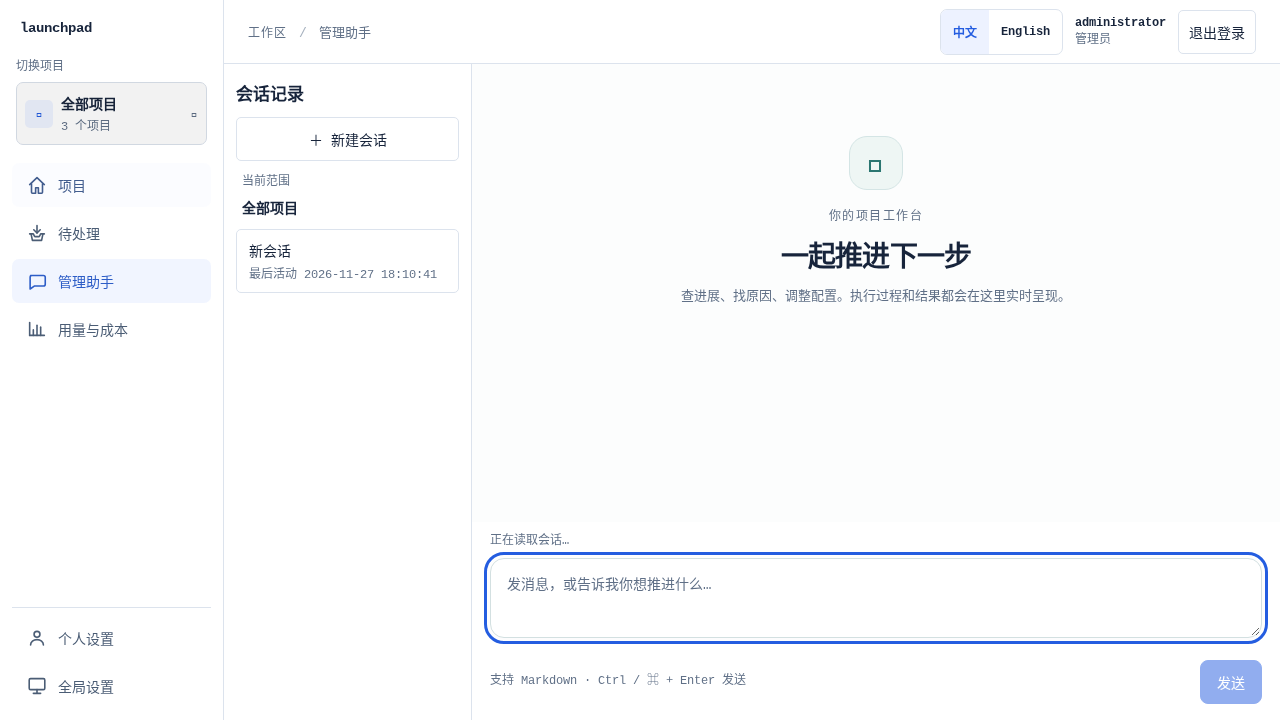 launchpad
切换项目
全部项目
3 个项目
项目
待处理
管理助手
用量与成本
个人设置
全局设置
工作区 / 管理助手
中文
English
administrator
管理员
退出登录
会话记录
＋ 新建会话
当前范围
全部项目
新会话
最后活动 2026-11-27 18:10:41
你的项目工作台
一起推进下一步
查进展、找原因、调整配置。执行过程和结果都会在这里实时呈现。
正在读取会话…
发消息，或告诉我你想推进什么…
支持 Markdown · Ctrl / ⌘ + Enter 发送
发送